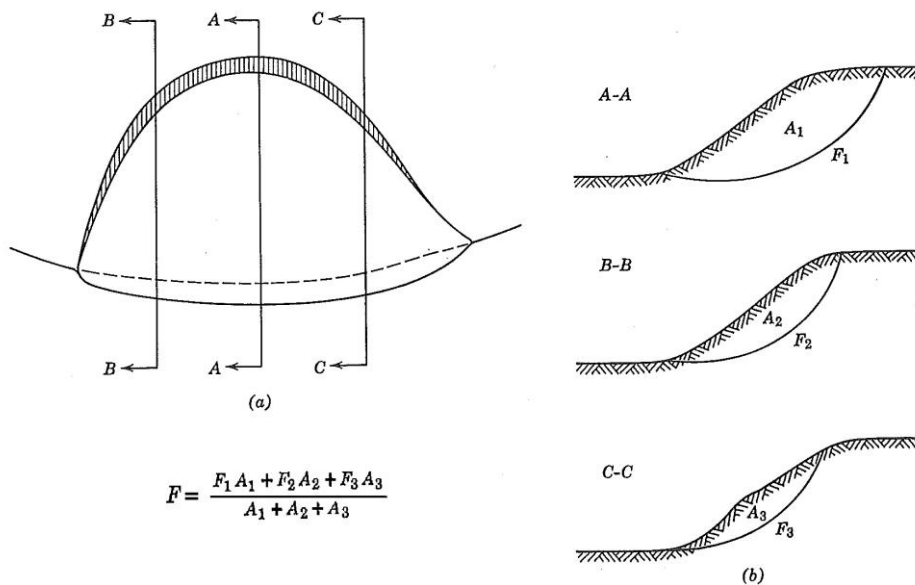 B A C
A-A
A₁
F₁
B-B
A₂
F₂
B A C
(a)
C-C
A₃
F₃
F = (F₁A₁ + F₂A₂ + F₃A₃) / (A₁ + A₂ + A₃)
(b)